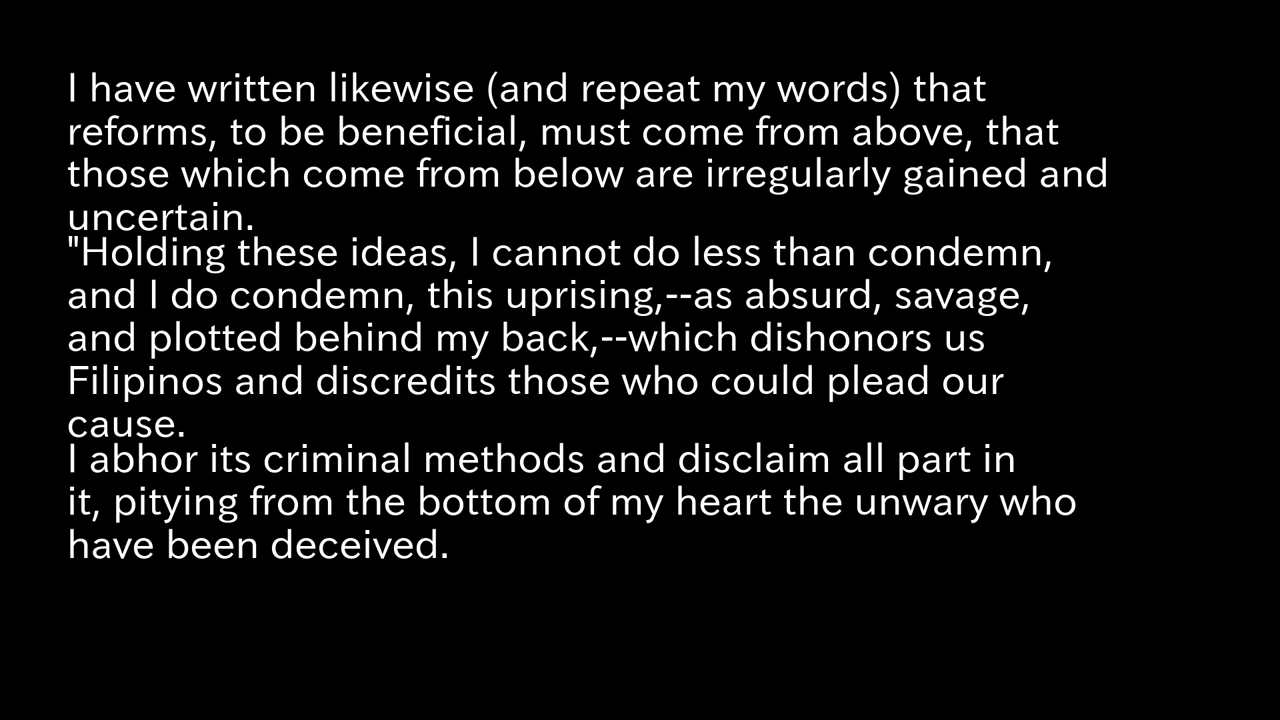 I have written likewise (and repeat my words) that
reforms, to be beneficial, must come from above, that
those which come from below are irregularly gained and
uncertain.
"Holding these ideas, I cannot do less than condemn,
and I do condemn, this uprising,--as absurd, savage,
and plotted behind my back,--which dishonors us
Filipinos and discredits those who could plead our
cause.
I abhor its criminal methods and disclaim all part in
it, pitying from the bottom of my heart the unwary who
have been deceived.